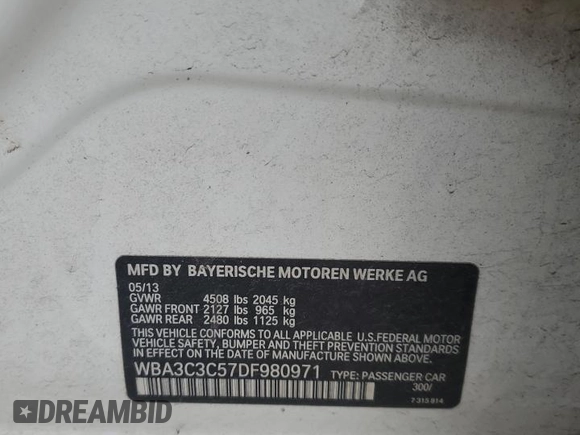 MFD BY BAYERISCHE MOTOREN WERKE AG
05/13
GVWR 4508 lbs 2045 kg
GAWR FRONT 2127 lbs 965 kg
GAWR REAR 2480 lbs 1125 kg
THIS VEHICLE CONFORMS TO ALL APPLICABLE U.S.FEDERAL MOTOR
VEHICLE SAFETY, BUMPER AND THEFT PREVENTION STANDARDS
IN EFFECT ON THE DATE OF MANUFACTURE SHOWN ABOVE.
WBA3C3C57DF980971 TYPE: PASSENGER CAR
300/
7 315 814
DREAMBID